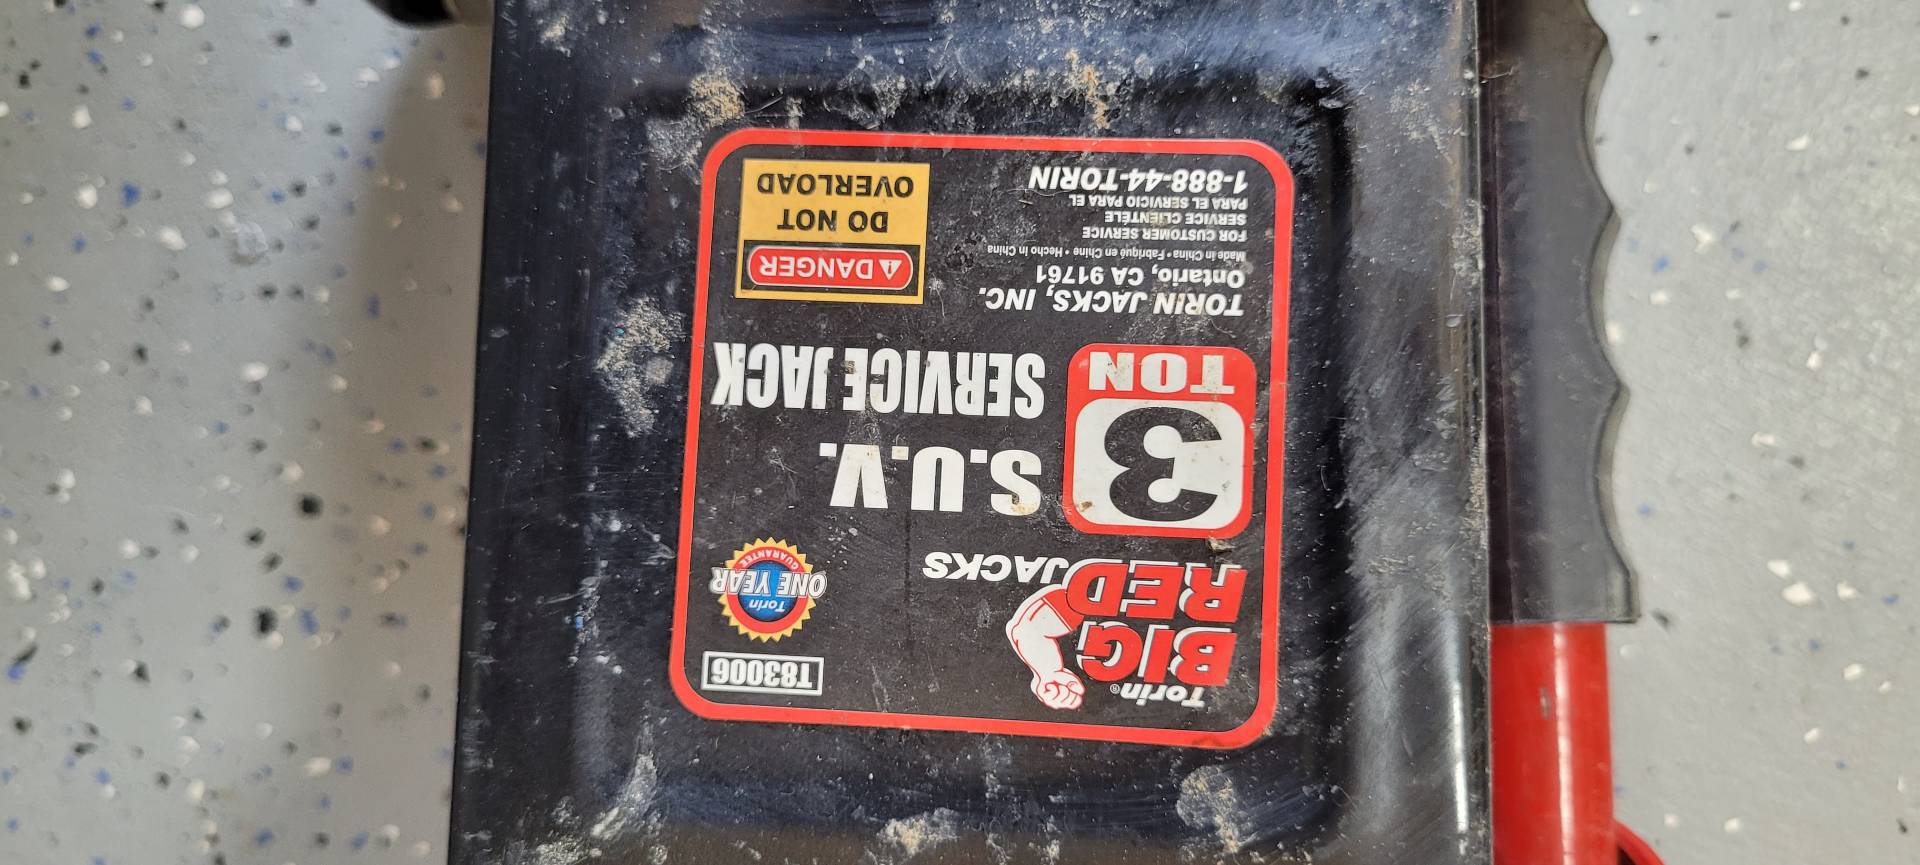 Torin®
BIG
RED JACKS
T83006
Torin
ONE YEAR
GUARANTEE
3
TON
S.U.V.
SERVICE JACK
TORIN JACKS, INC.
Ontario, CA 91761
Made in China • Fabriqué en Chine • Hecho in China
FOR CUSTOMER SERVICE
SERVICE CLIENTÈLE
PARA EL SERVICIO PARA EL
1-888-44-TORIN
DANGER
DO NOT
OVERLOAD